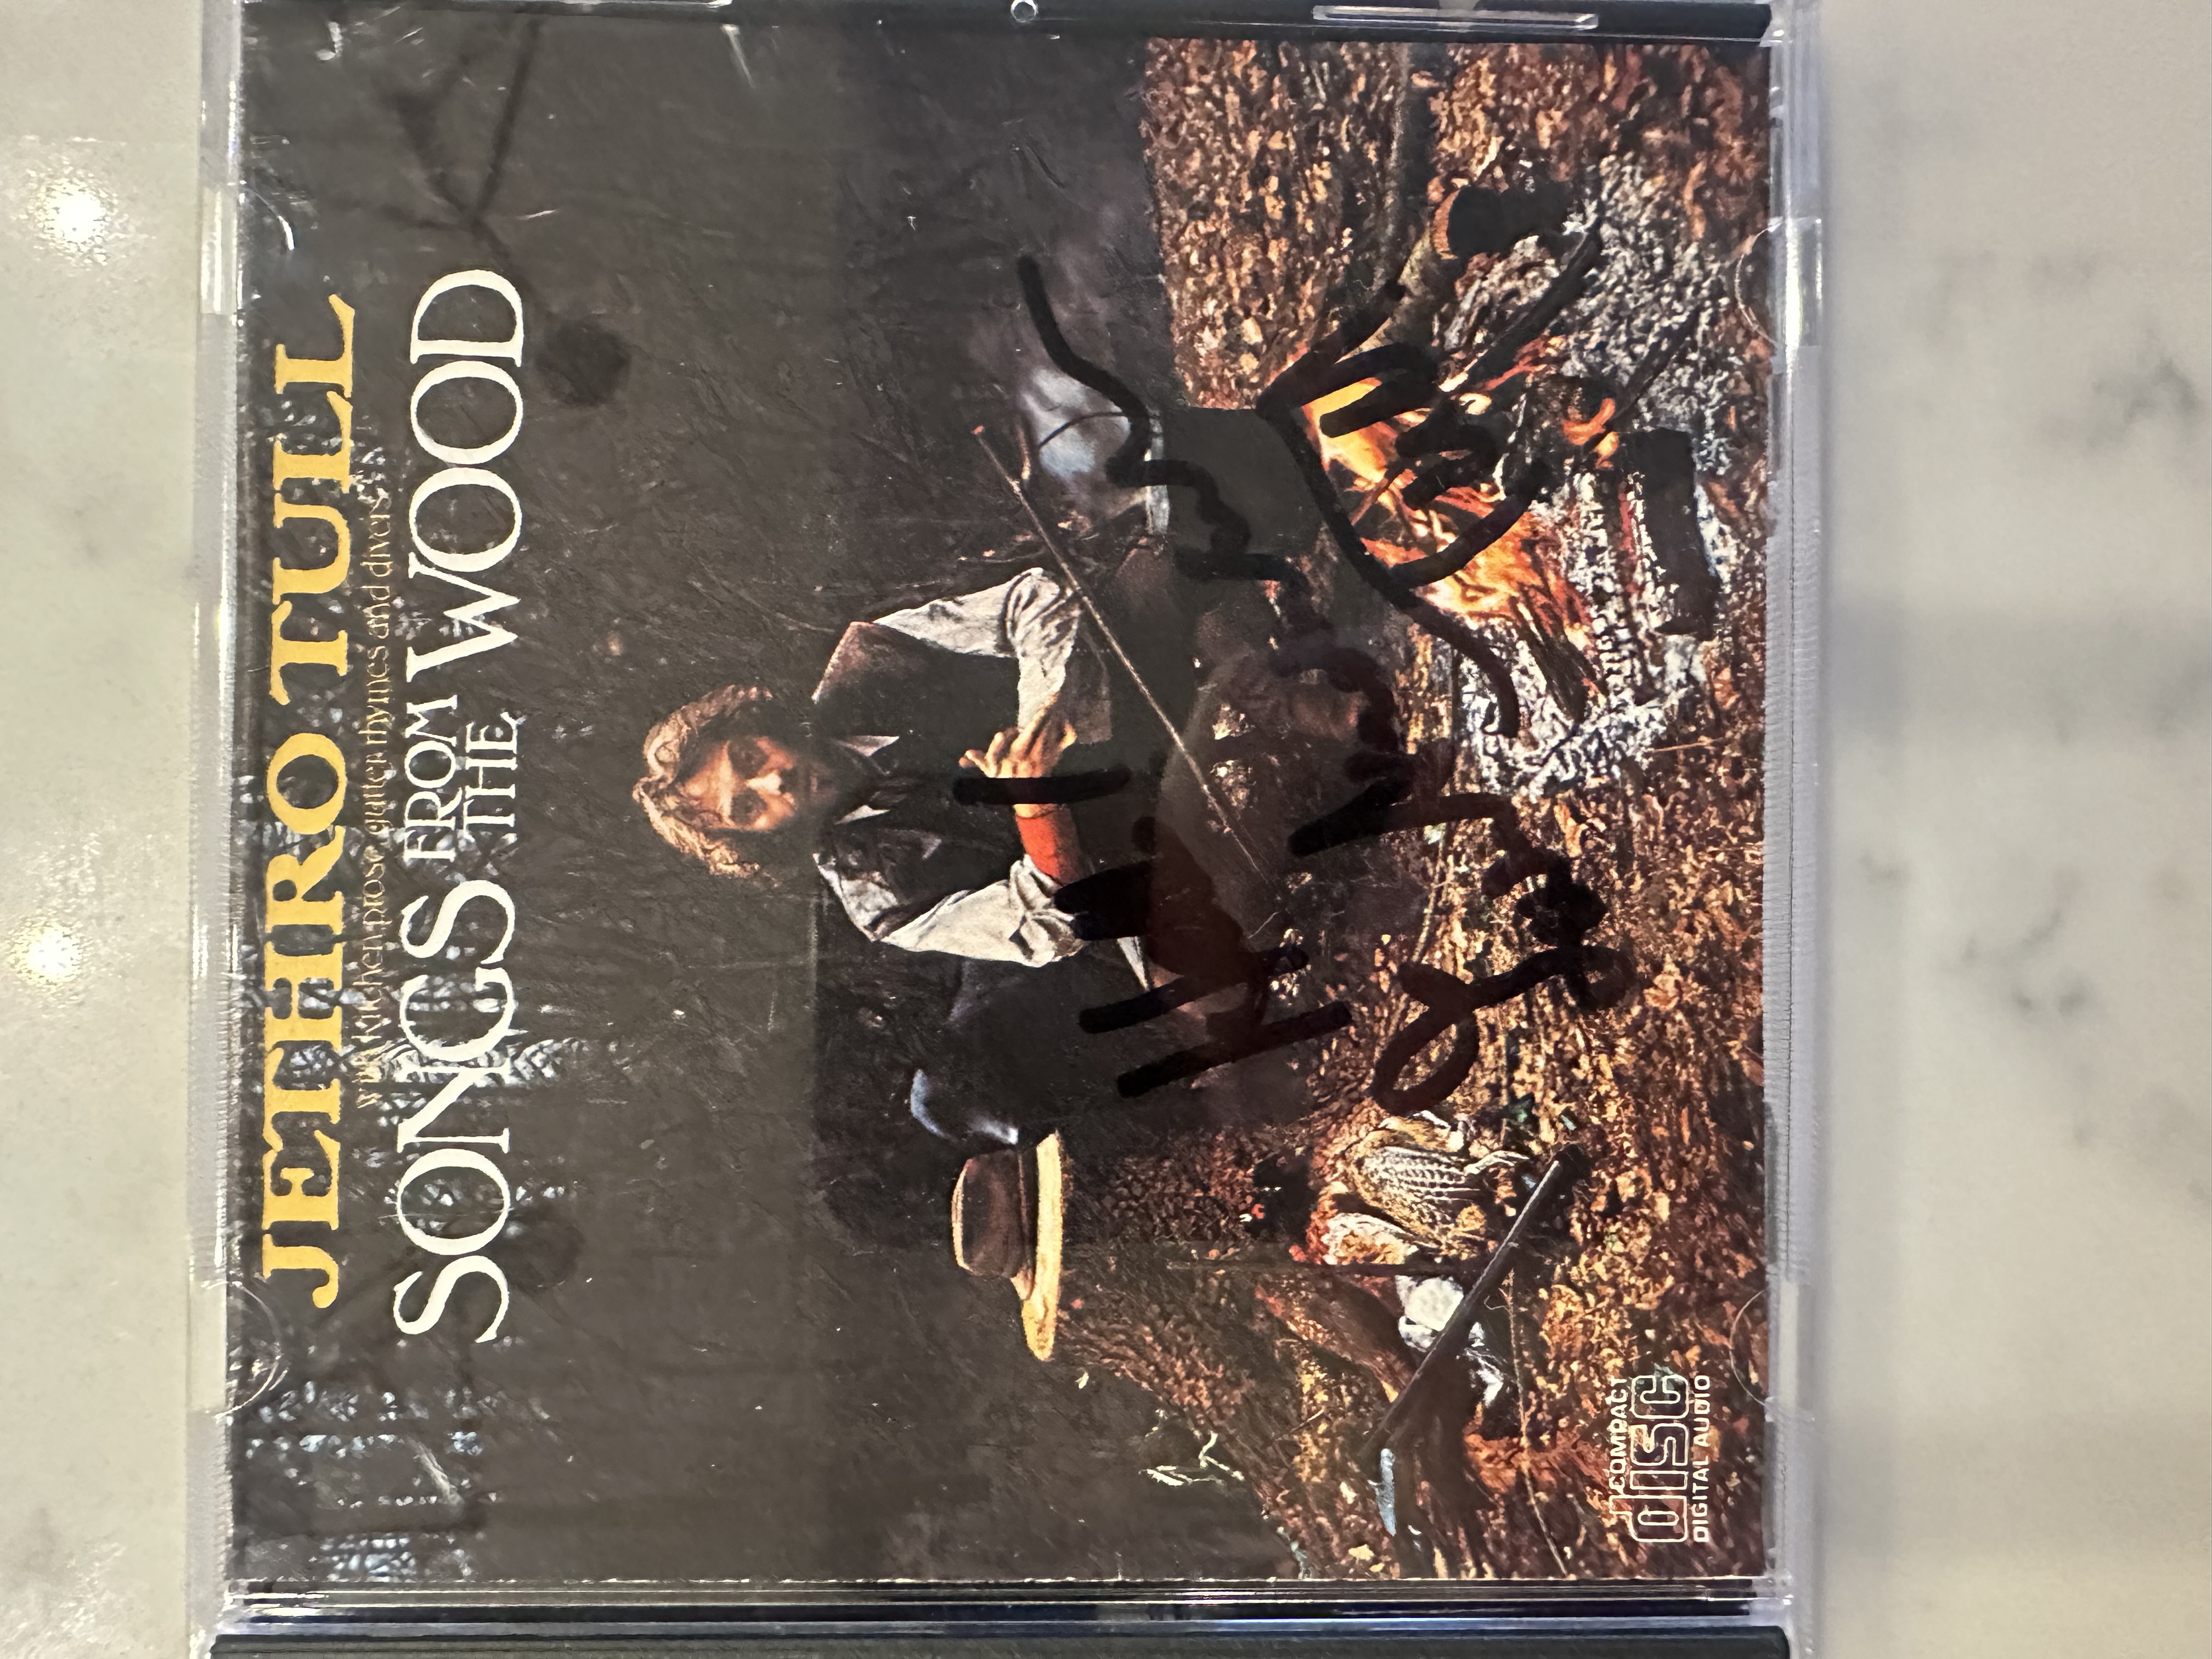 JETHRO TULL
with kitchen prose, gutter rhymes and divers
SONGS FROM THE WOOD
COMPACT
disc
DIGITAL AUDIO